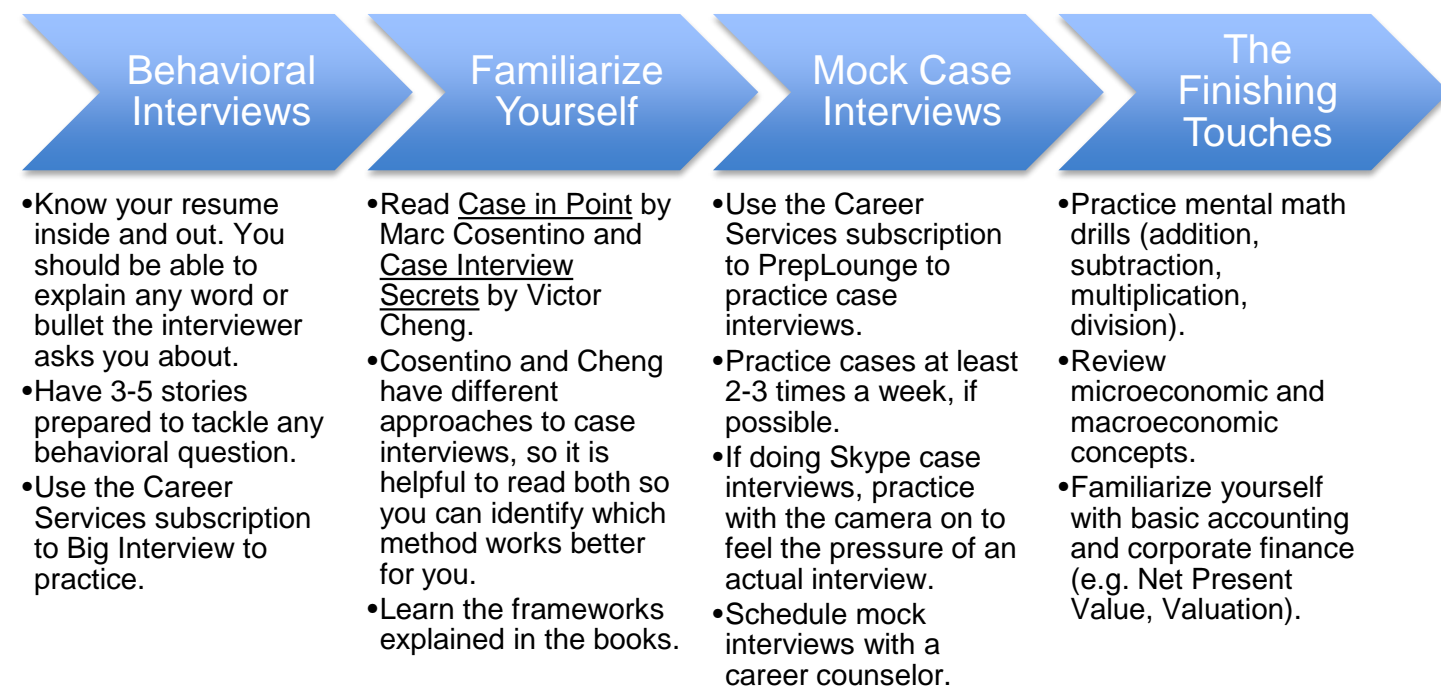 Behavioral
Interviews
•Know your resume
inside and out. You
should be able to
explain any word or
bullet the interviewer
asks you about.
•Have 3-5 stories
prepared to tackle any
behavioral question.
•Use the Career
Services subscription
to Big Interview to
practice.
Familiarize
Yourself
•Read Case in Point by
Marc Cosentino and
Case Interview
Secrets by Victor
Cheng.
•Cosentino and Cheng
have different
approaches to case
interviews, so it is
helpful to read both so
you can identify which
method works better
for you.
•Learn the frameworks
explained in the books.
Mock Case
Interviews
•Use the Career
Services subscription
to PrepLounge to
practice case
interviews.
•Practice cases at least
2-3 times a week, if
possible.
•If doing Skype case
interviews, practice
with the camera on to
feel the pressure of an
actual interview.
•Schedule mock
interviews with a
career counselor.
The
Finishing
Touches
•Practice mental math
drills (addition,
subtraction,
multiplication,
division).
•Review
microeconomic and
macroeconomic
concepts.
•Familiarize yourself
with basic accounting
and corporate finance
(e.g. Net Present
Value, Valuation).